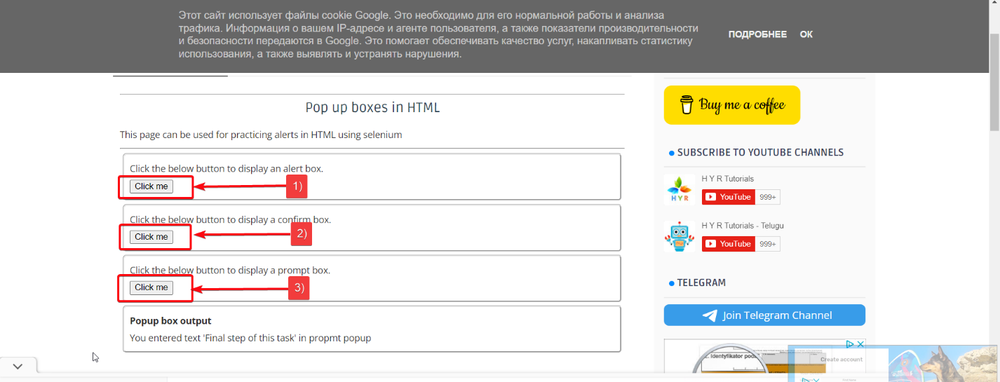 Этот сайт использует файлы cookie Google. Это необходимо для его нормальной работы и анализа
трафика. Информация о вашем IP-адресе и агенте пользователя, а также показатели производительности
и безопасности передаются в Google. Это помогает обеспечивать качество услуг, накапливать статистику
использования, а также выявлять и устранять нарушения.
ПОДРОБНЕЕ ОК
Pop up boxes in HTML
This page can be used for practicing alerts in HTML using selenium
Click the below button to display an alert box.
Click me
1)
Click the below button to display a confirm box.
Click me
2)
Click the below button to display a prompt box.
Click me
3)
Popup box output
You entered text 'Final step of this task' in propmt popup
Buy me a coffee
SUBSCRIBE TO YOUTUBE CHANNELS
H Y R Tutorials
HYR
YouTube 999+
H Y R Tutorials - Telugu
YouTube 999+
TELEGRAM
Join Telegram Channel
Create account